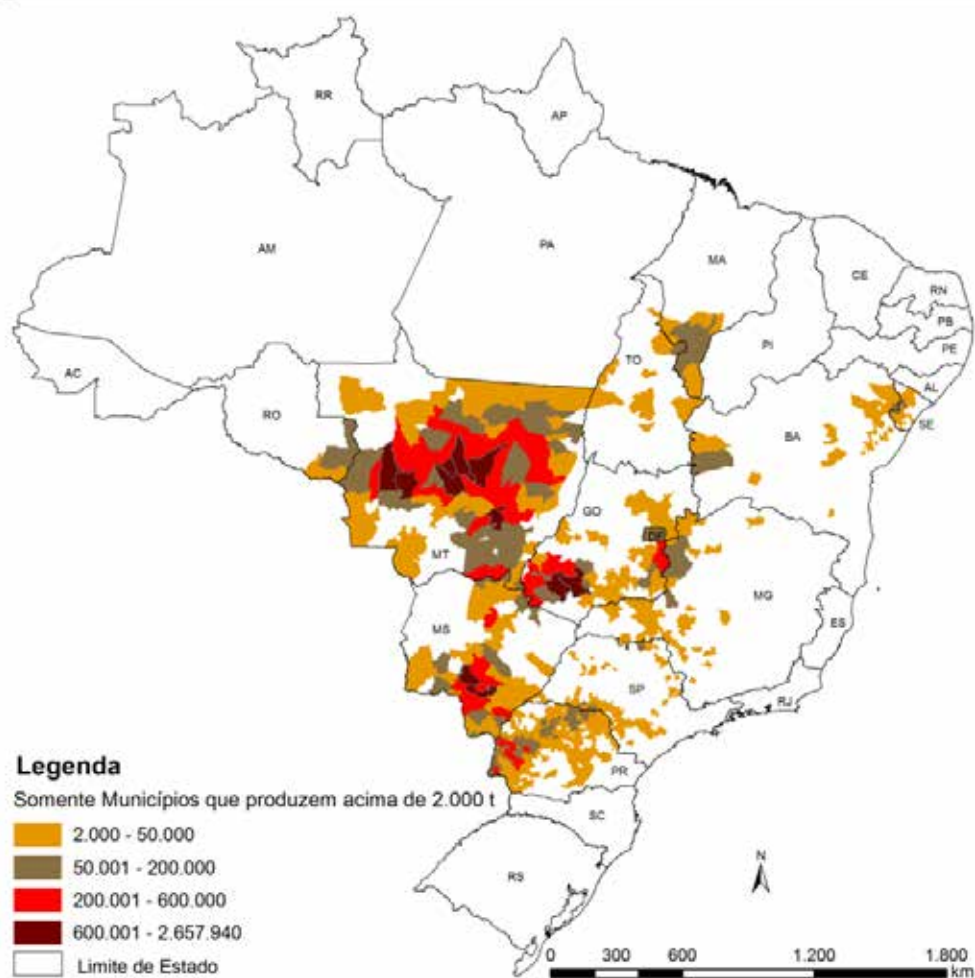 RR
AP
AM
PA
MA
CE
RN
PB
PE
AL
SE
PI
TO
AC
RO
BA
GO
DF
MT
MG
ES
MS
SP
RJ
PR
SC
RS
Legenda
Somente Municípios que produzem acima de 2.000 t
2.000 - 50.000
50.001 - 200.000
200.001 - 600.000
600.001 - 2.657.940
Limite de Estado
N
0 300 600 1.200 1.800
km